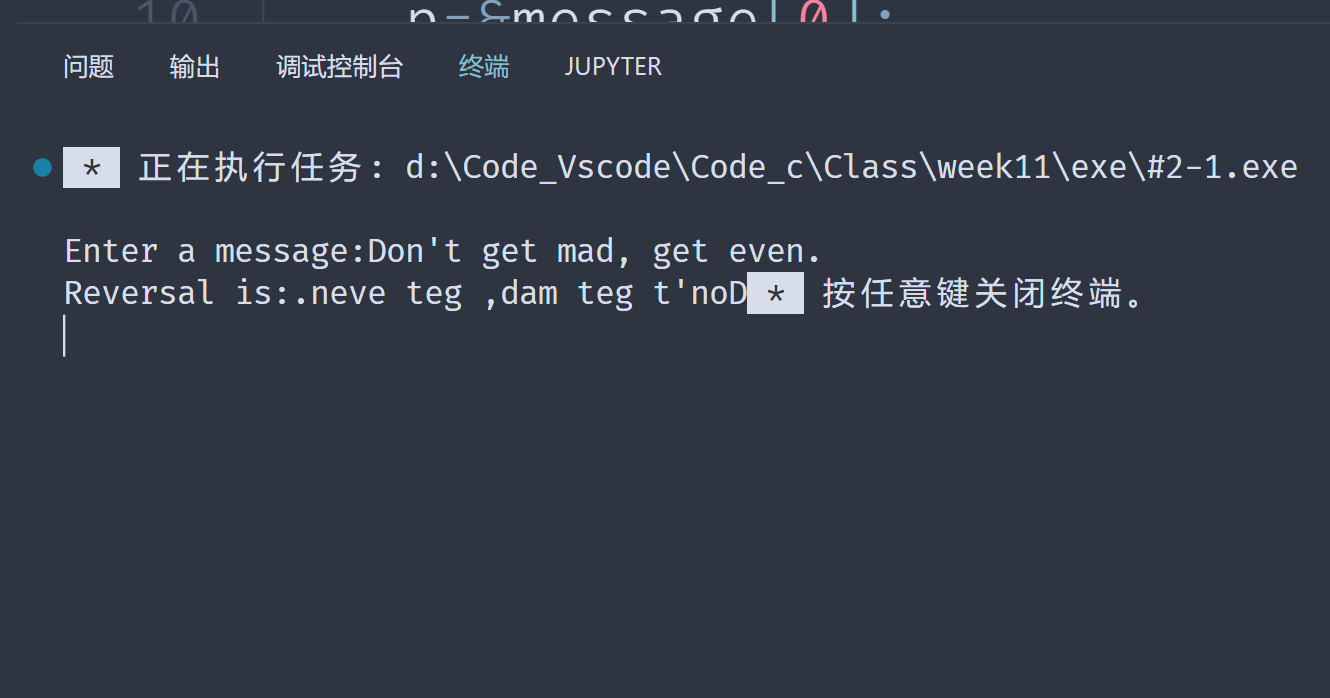 10 p=&message[0];
问题 输出 调试控制台 终端 JUPYTER
* 正在执行任务: d:\Code_Vscode\Code_c\Class\week11\exe\#2-1.exe
Enter a message:Don't get mad, get even.
Reversal is:.neve teg ,dam teg t'noD * 按任意键关闭终端。